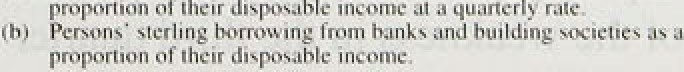 proportion of their disposable income at a quarterly rate.
(b) Persons' sterling borrowing from banks and building societies as a
proportion of their disposable income.